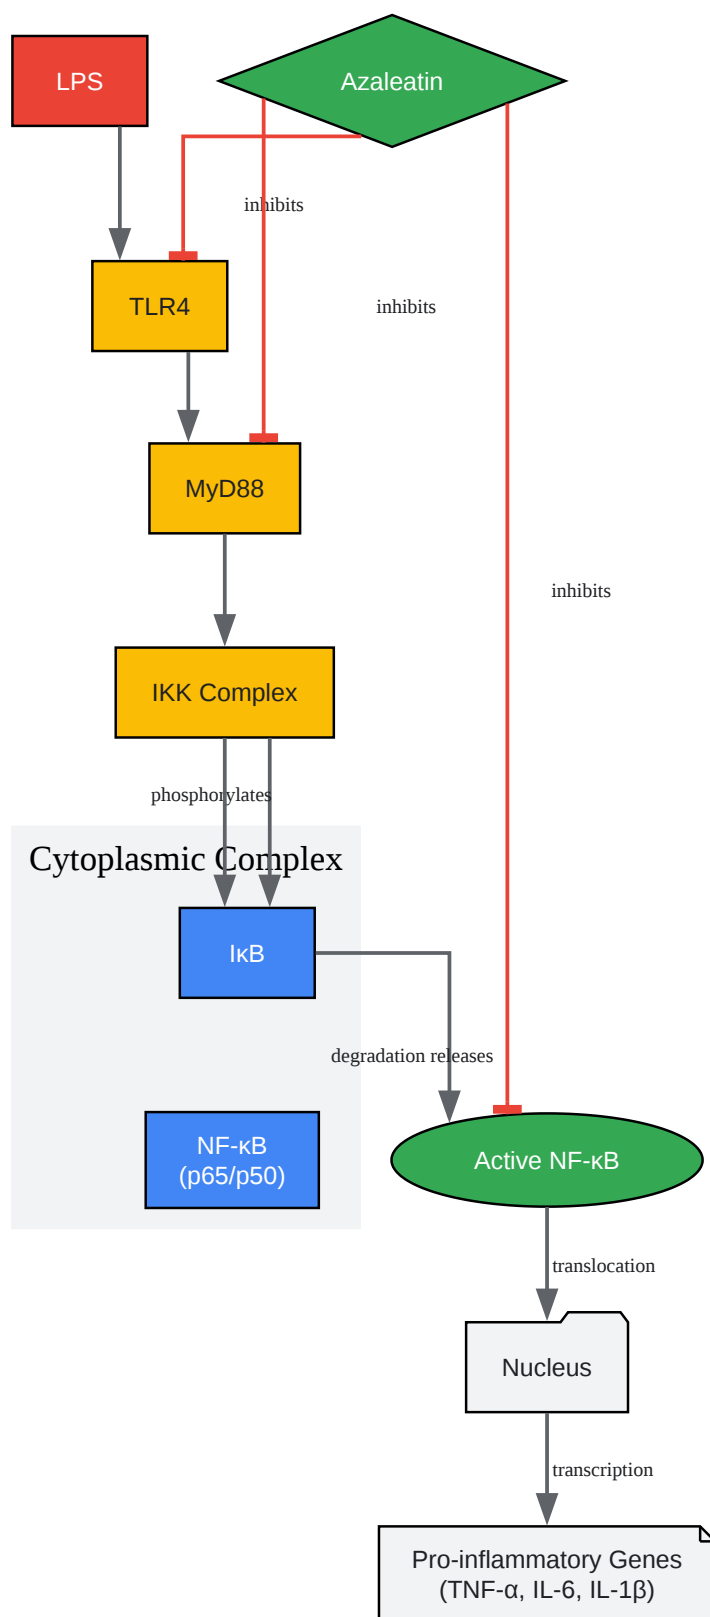 LPS
Azaleatin
inhibits
TLR4
inhibits
MyD88
inhibits
IKK Complex
phosphorylates
Cytoplasmic Complex
IκB
degradation releases
NF-κB
(p65/p50)
Active NF-κB
translocation
Nucleus
transcription
Pro-inflammatory Genes
(TNF-α, IL-6, IL-1β)